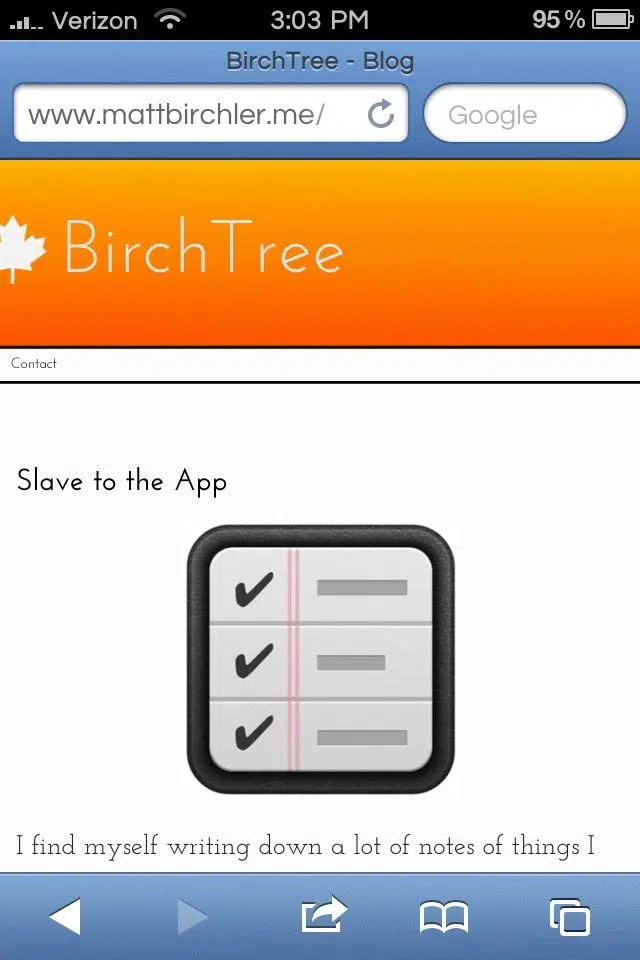 Verizon 3:03 PM 95%
BirchTree - Blog
www.mattbirchler.me/ Google
BirchTree
Contact
Slave to the App
I find myself writing down a lot of notes of things I